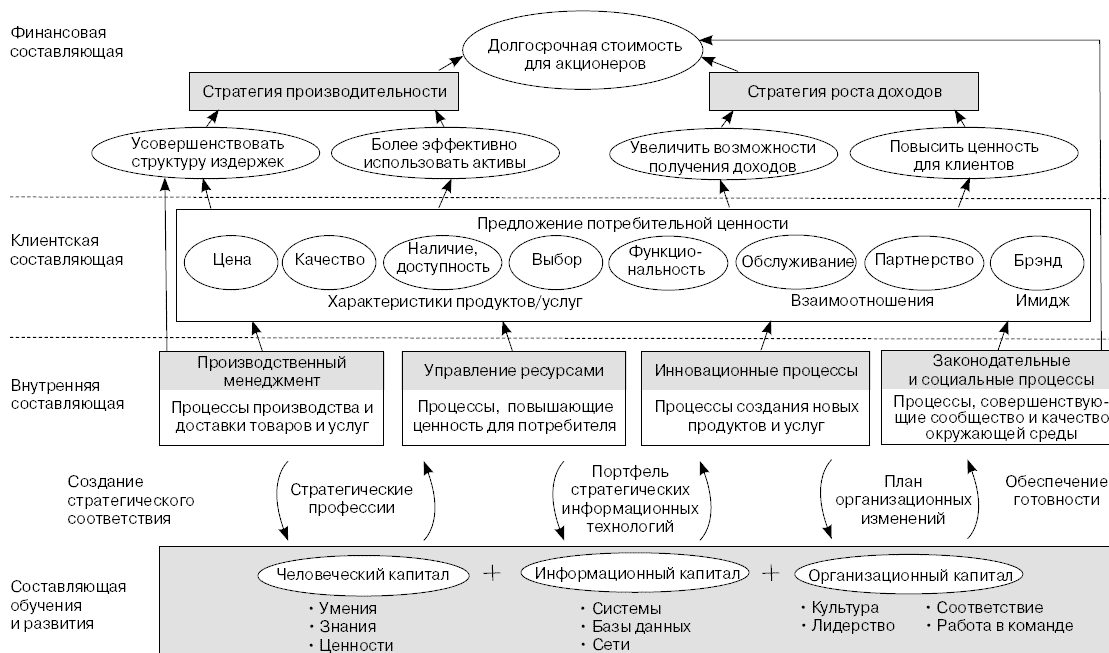 Финансовая
составляющая
Долгосрочная стоимость
для акционеров
Стратегия производительности
Стратегия роста доходов
Усовершенствовать
структуру издержек
Более эффективно
использовать активы
Увеличить возможности
получения доходов
Повысить ценность
для клиентов
Клиентская
составляющая
Предложение потребительной ценности
Цена
Качество
Наличие,
доступность
Выбор
Функцио-
нальность
Обслуживание
Партнерство
Брэнд
Характеристики продуктов/услуг
Взаимоотношения
Имидж
Внутренняя
составляющая
Производственный
менеджмент
Процессы производства и
доставки товаров и услуг
Управление ресурсами
Процессы, повышающие
ценность для потребителя
Инновационные процессы
Процессы создания новых
продуктов и услуг
Законодательные
и социальные процессы
Процессы, совершенствую-
щие сообщество и качество
окружающей среды
Создание
стратегического
соответствия
Стратегические
профессии
Портфель
стратегических
информационных
технологий
План
организационных
изменений
Обеспечение
готовности
Составляющая
обучения
и развития
Человеческий капитал
+
Информационный капитал
+
Организационный капитал
· Умения
· Знания
· Ценности
· Системы
· Базы данных
· Сети
· Культура
· Лидерство
· Соответствие
· Работа в команде